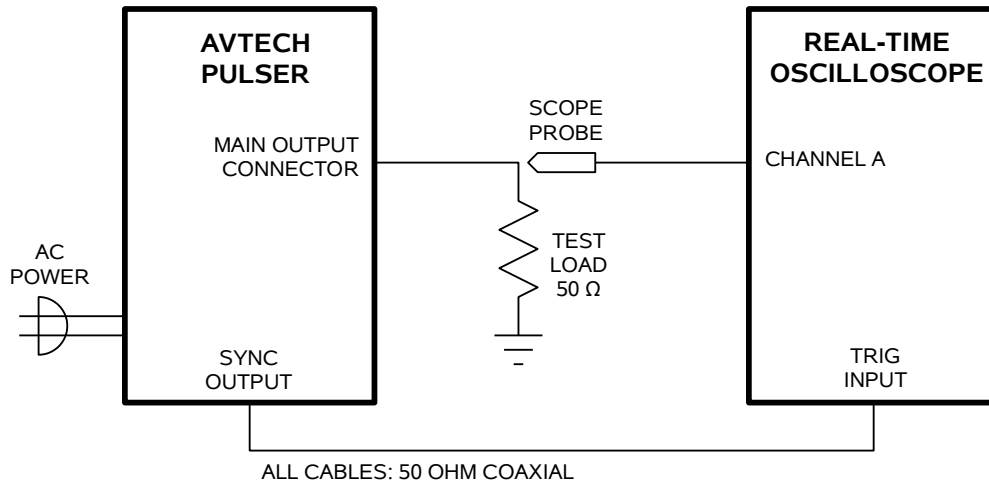 AVTECH
PULSER
REAL-TIME
OSCILLOSCOPE
SCOPE
PROBE
MAIN OUTPUT
CONNECTOR
CHANNEL A
AC
POWER
TEST
LOAD
50 Ω
SYNC
OUTPUT
TRIG
INPUT
ALL CABLES: 50 OHM COAXIAL